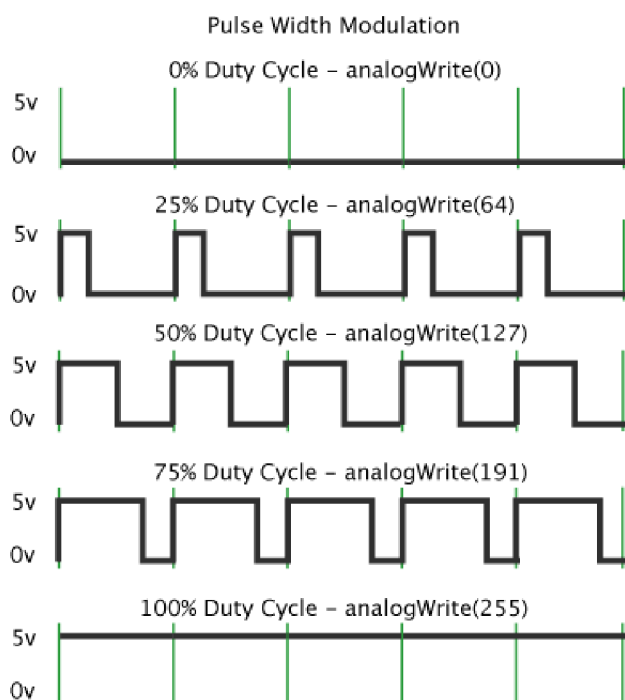 Pulse Width Modulation
0% Duty Cycle – analogWrite(0)
5v
0v
25% Duty Cycle – analogWrite(64)
5v
0v
50% Duty Cycle – analogWrite(127)
5v
0v
75% Duty Cycle – analogWrite(191)
5v
0v
100% Duty Cycle – analogWrite(255)
5v
0v